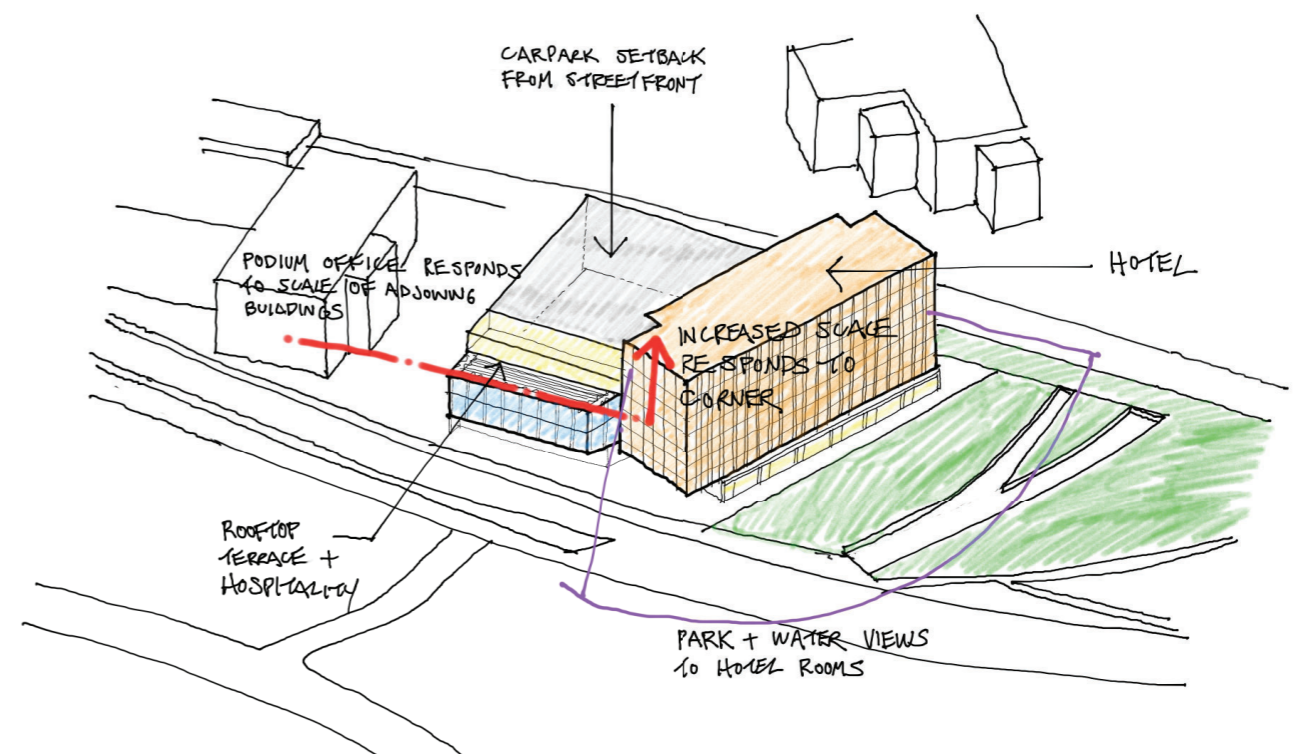 CARPARK SETBACK
FROM STREETFRONT
HOTEL
PODIUM OFFICE RESPONDS
TO SCALE OF ADJOINING
BUILDINGS
INCREASED SCALE
RESPONDS TO
CORNER
ROOFTOP
TERRACE +
HOSPITALITY
PARK + WATER VIEWS
TO HOTEL ROOMS